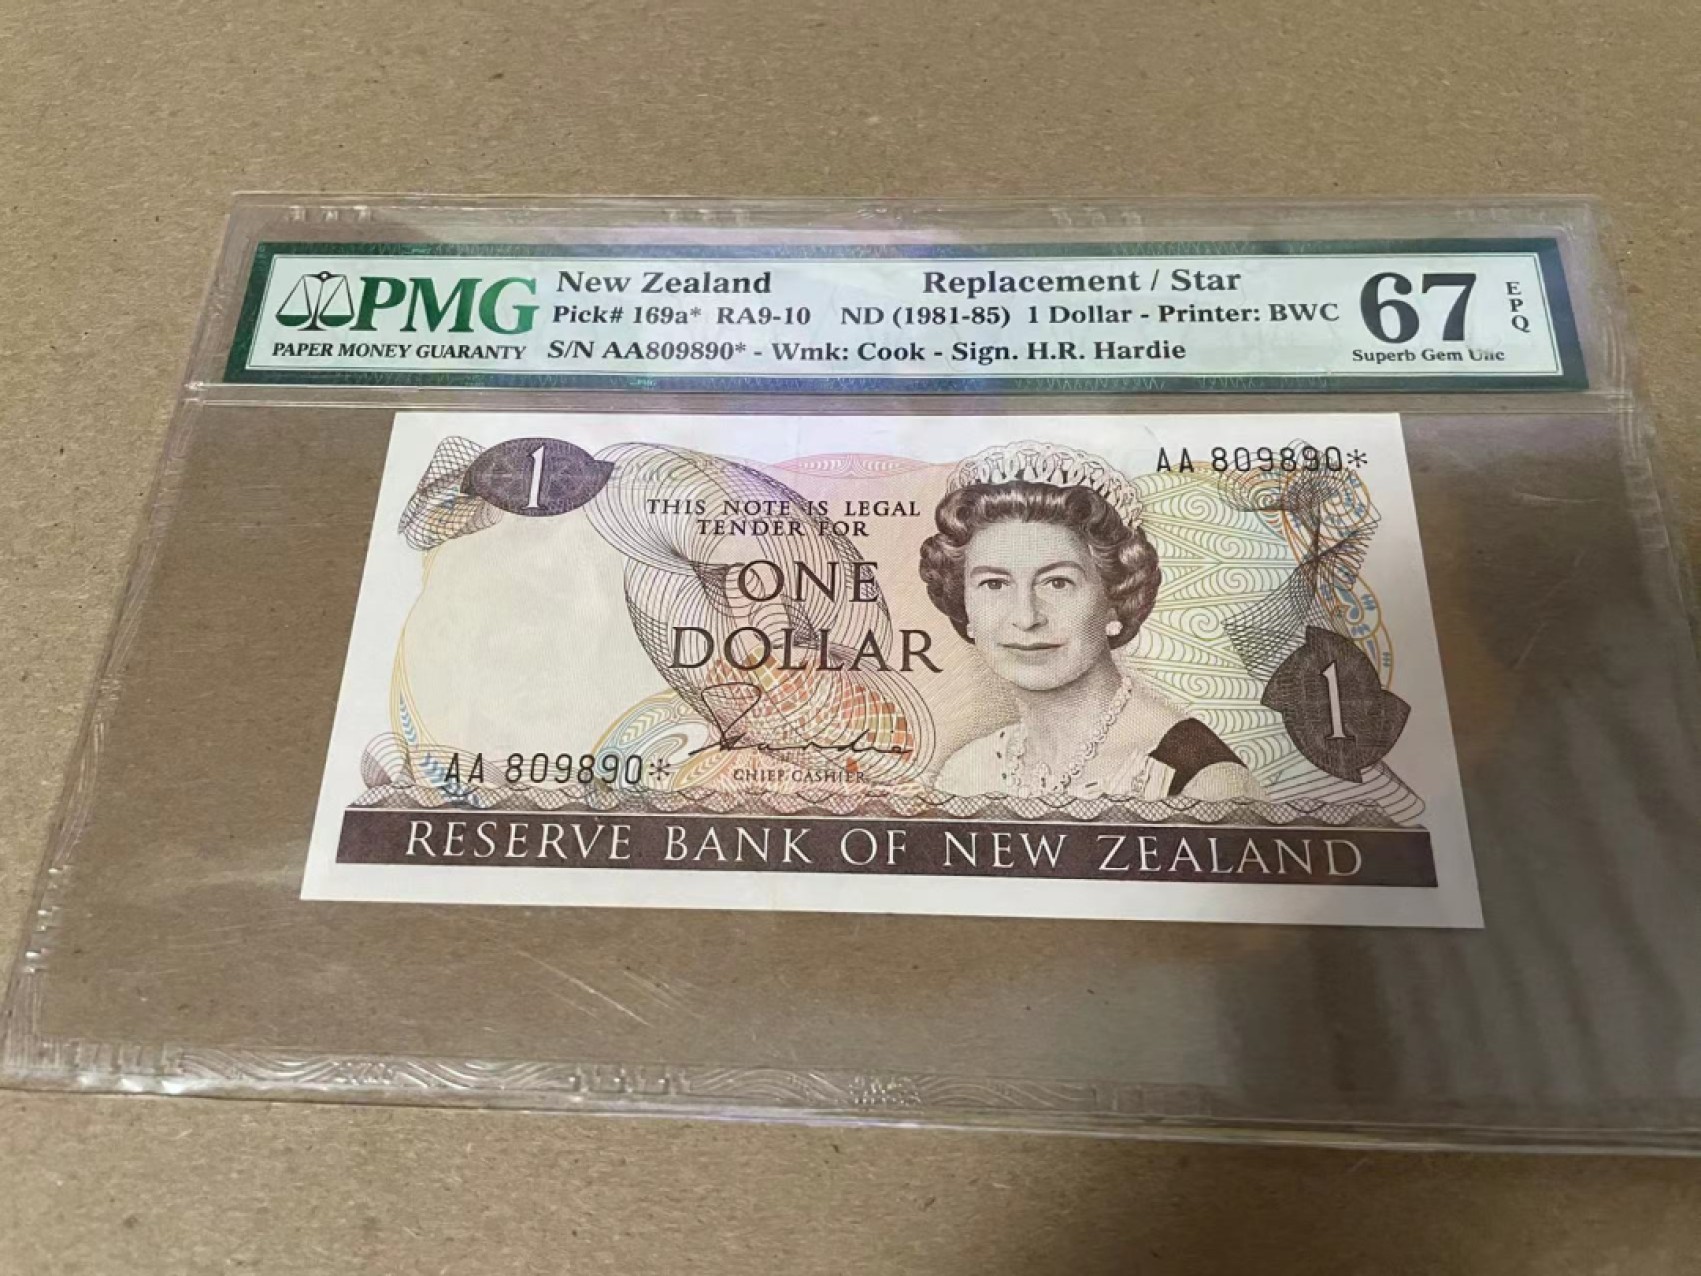 PMG
PAPER MONEY GUARANTY
New Zealand Replacement / Star
Pick# 169a* RA9-10 ND (1981-85) 1 Dollar - Printer: BWC
S/N AA809890* - Wmk: Cook - Sign. H.R. Hardie
67
EPQ
Superb Gem Unc
1
AA 809890*
THIS NOTE IS LEGAL
TENDER FOR
ONE
DOLLAR
Hardie
CHIEF CASHIER
1
AA 809890*
RESERVE BANK OF NEW ZEALAND